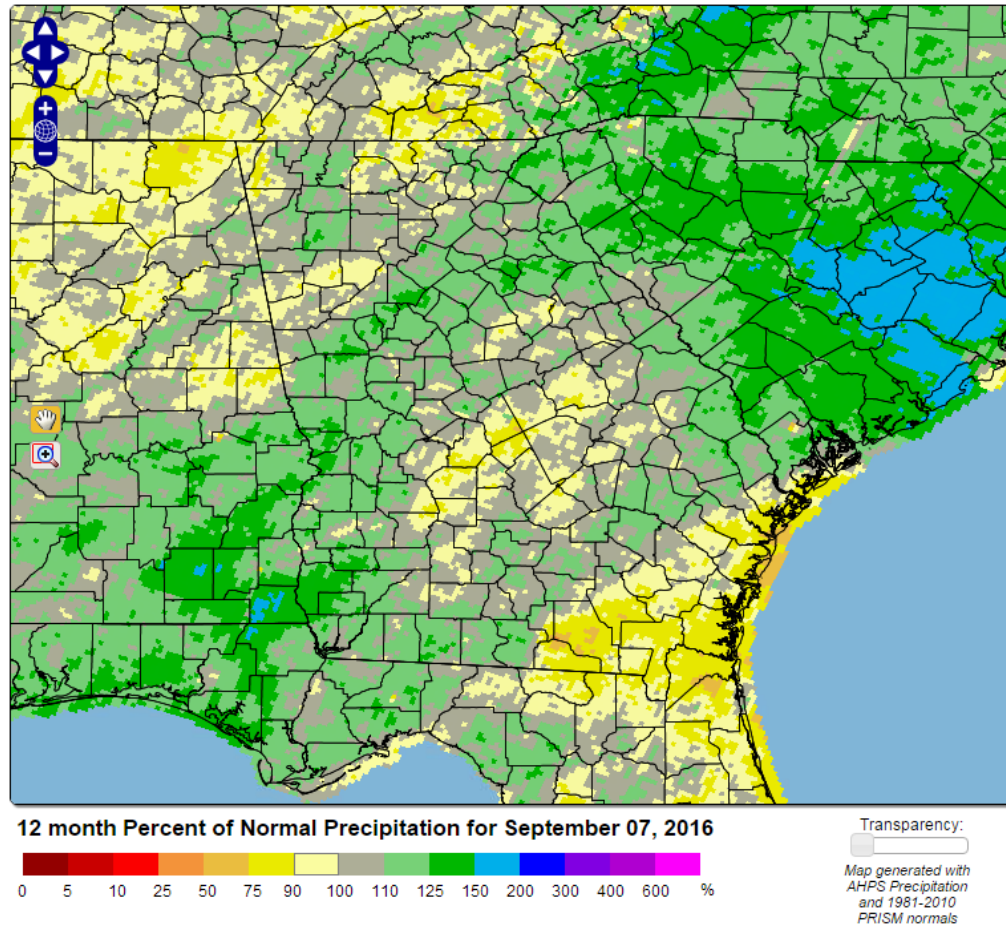 12 month Percent of Normal Precipitation for September 07, 2016
0 5 10 25 50 75 90 100 110 125 150 200 300 400 600 %
Transparency:
Map generated with
AHPS Precipitation
and 1981-2010
PRISM normals